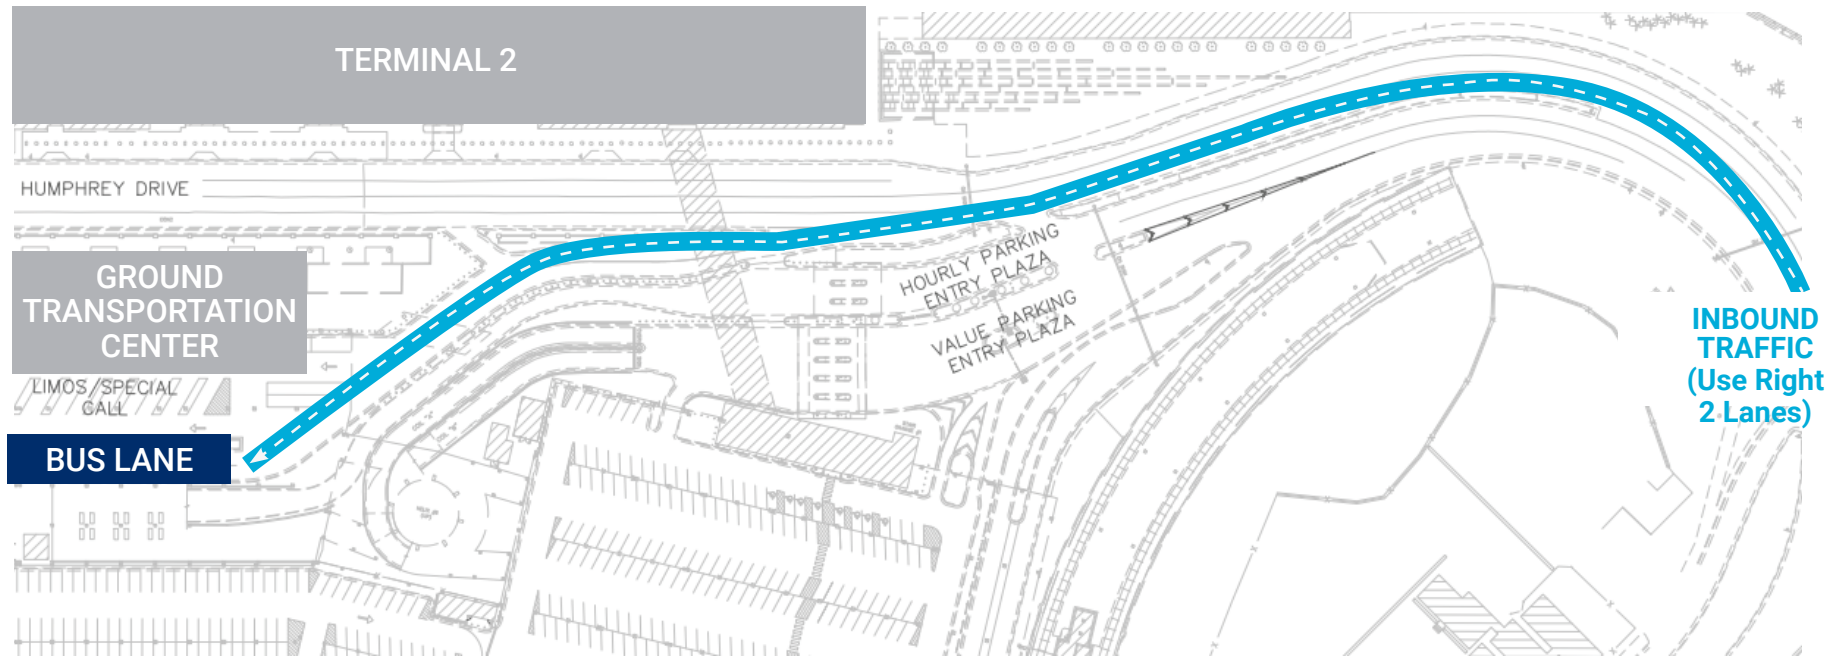 TERMINAL 2
HUMPHREY DRIVE
GROUND
TRANSPORTATION
CENTER
HOURLY PARKING
ENTRY PLAZA
VALUE PARKING
ENTRY PLAZA
INBOUND
TRAFFIC
(Use Right
2 Lanes)
LIMOS/SPECIAL
CALL
BUS LANE